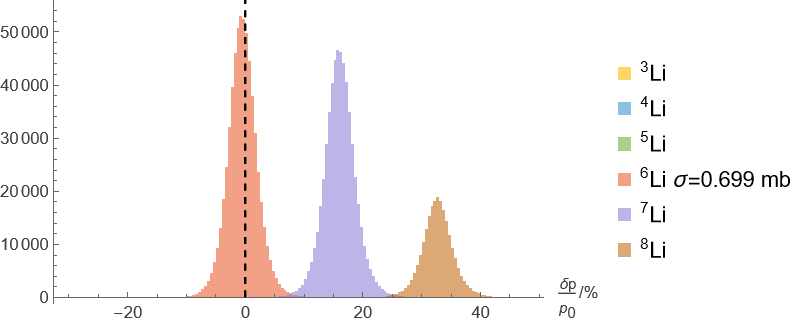 50 000
40 000
30 000
20 000
10 000
0
−20 0 20 40
δp/p0 /%
³Li
⁴Li
⁵Li
⁶Li σ=0.699 mb
⁷Li
⁸Li